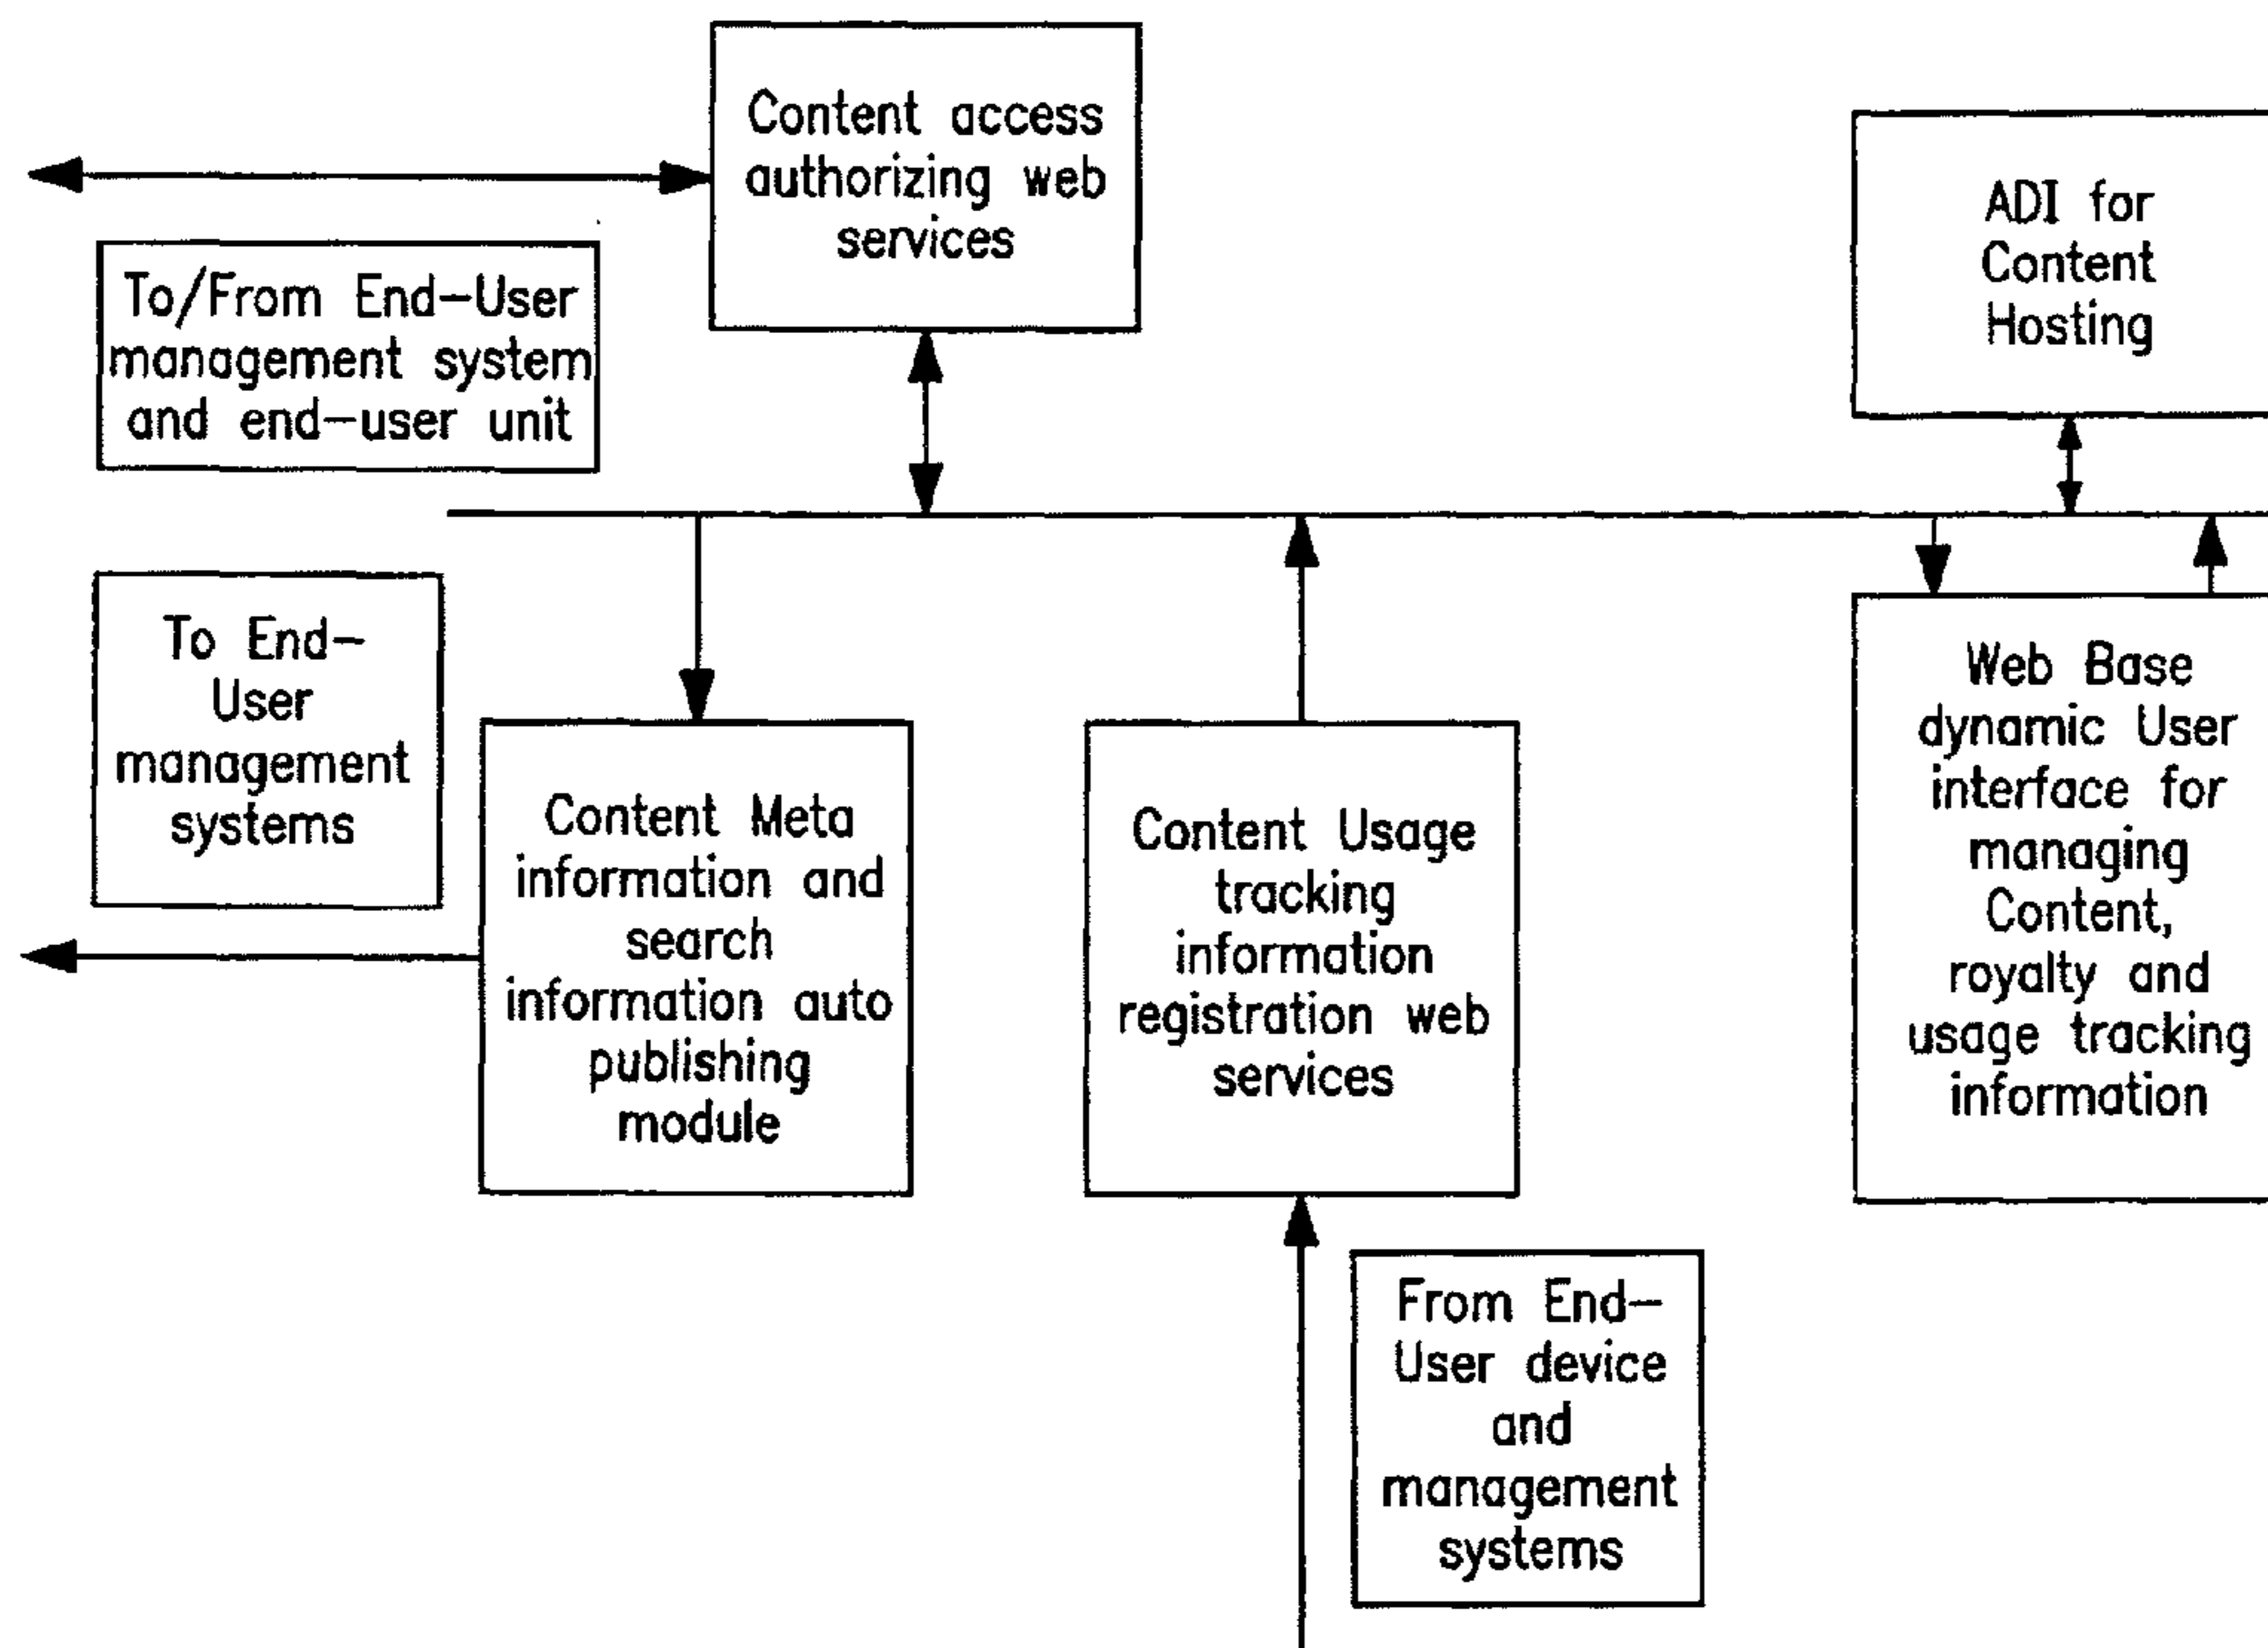 Content access
authorizing web
services
ADI for
Content
Hosting
To/From End-User
management system
and end-user unit
To End-
User
management
systems
Content Meta
information and
search
information auto
publishing
module
Content Usage
tracking
information
registration web
services
Web Base
dynamic User
interface for
managing
Content,
royalty and
usage tracking
information
From End-
User device
and
management
systems